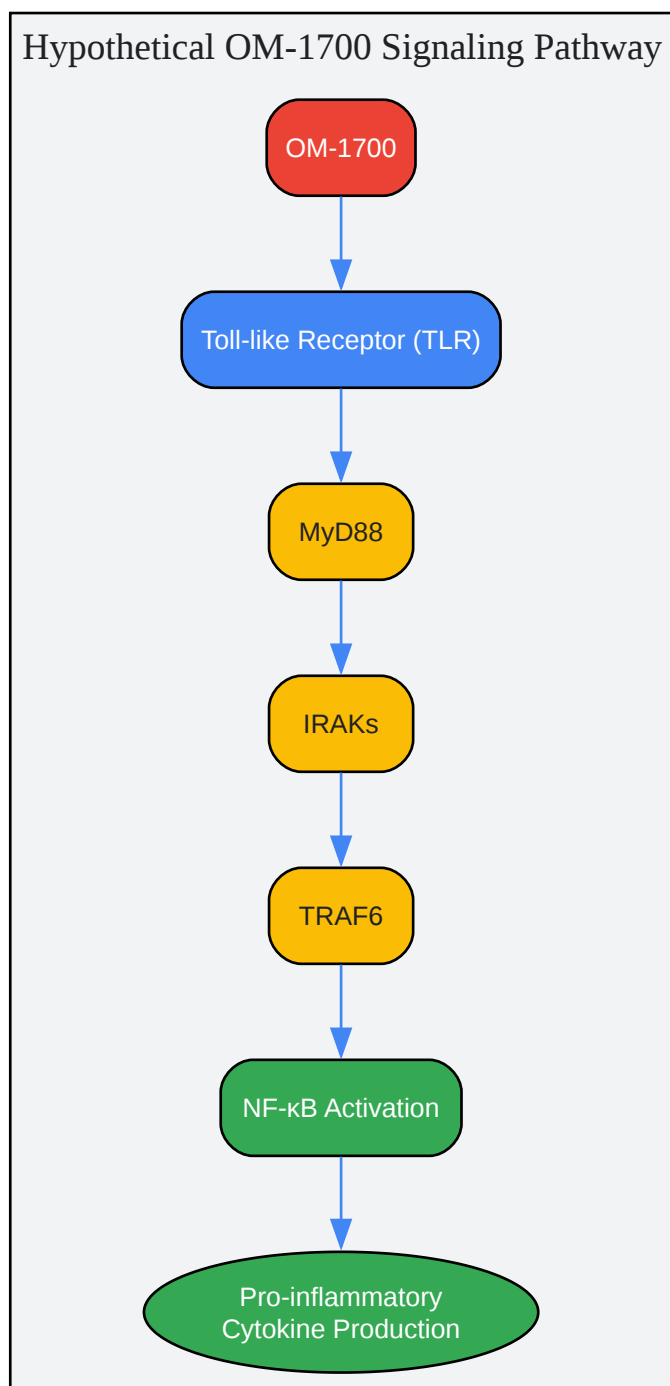 Hypothetical OM-1700 Signaling Pathway
OM-1700
Toll-like Receptor (TLR)
MyD88
IRAKs
TRAF6
NF-κB Activation
Pro-inflammatory
Cytokine Production